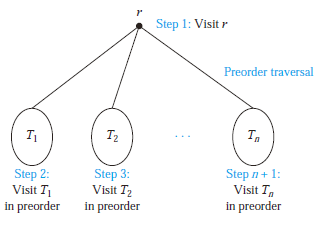 r
Step 1: Visit r
Preorder traversal
T1
T2
. . .
Tn
Step 2:
Visit T1
in preorder
Step 3:
Visit T2
in preorder
Step n + 1:
Visit Tn
in preorder